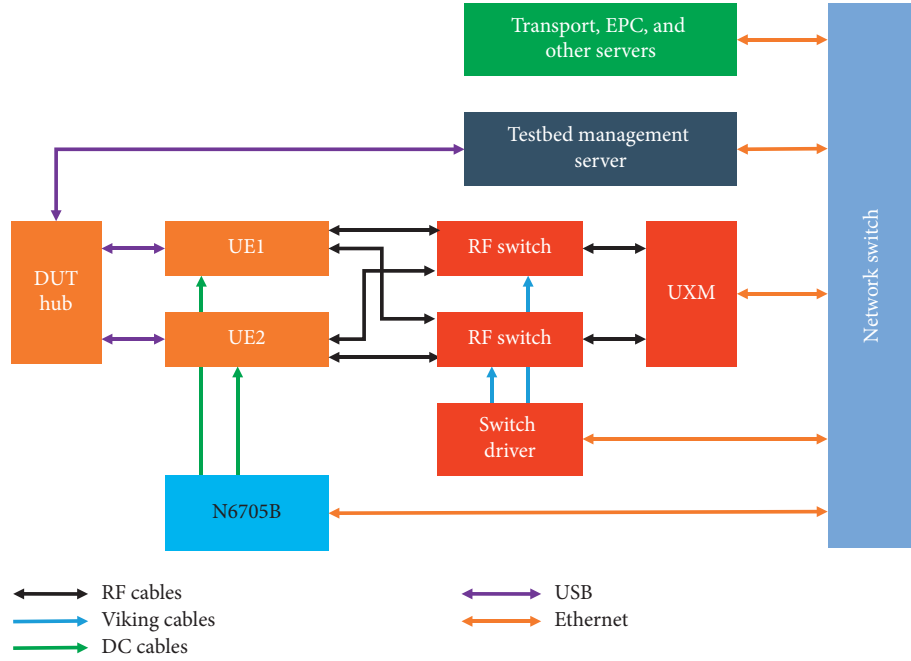 Transport, EPC, and
other servers
Testbed management
server
Network switch
DUT
hub
UE1
RF switch
UXM
UE2
RF switch
Switch
driver
N6705B
RF cables
Viking cables
DC cables
USB
Ethernet